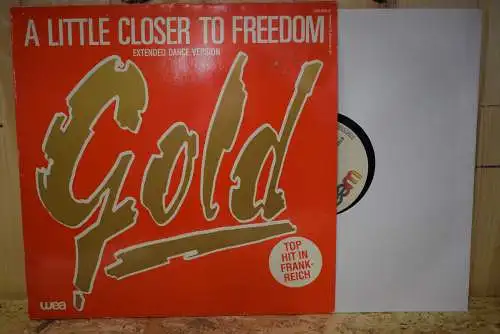 A LITTLE CLOSER TO FREEDOM
EXTENDED DANCE VERSION
Gold
TOP
HIT IN
FRANK-
REICH
wea